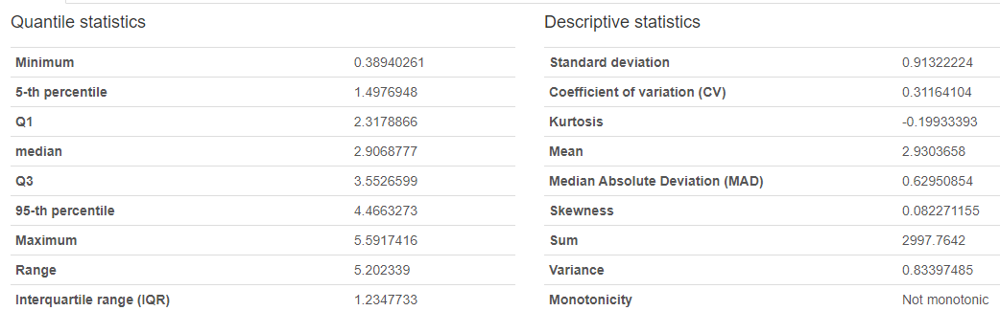 Quantile statistics
Minimum 0.38940261
5-th percentile 1.4976948
Q1 2.3178866
median 2.9068777
Q3 3.5526599
95-th percentile 4.4663273
Maximum 5.5917416
Range 5.202339
Interquartile range (IQR) 1.2347733
Descriptive statistics
Standard deviation 0.91322224
Coefficient of variation (CV) 0.31164104
Kurtosis -0.19933393
Mean 2.9303658
Median Absolute Deviation (MAD) 0.62950854
Skewness 0.082271155
Sum 2997.7642
Variance 0.83397485
Monotonicity Not monotonic